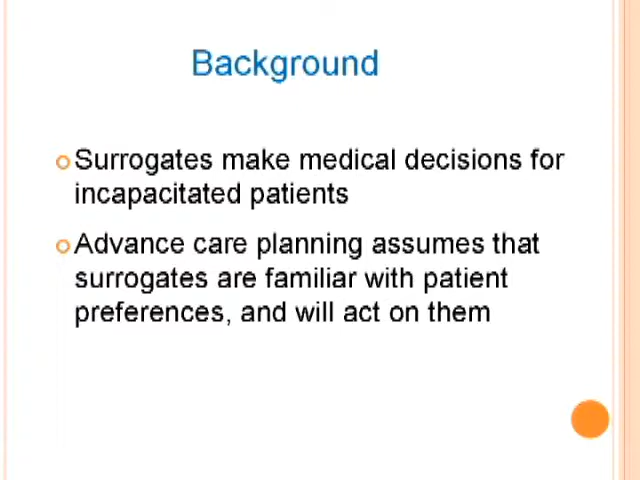 Background
Surrogates make medical decisions for
incapacitated patients
Advance care planning assumes that
surrogates are familiar with patient
preferences, and will act on them